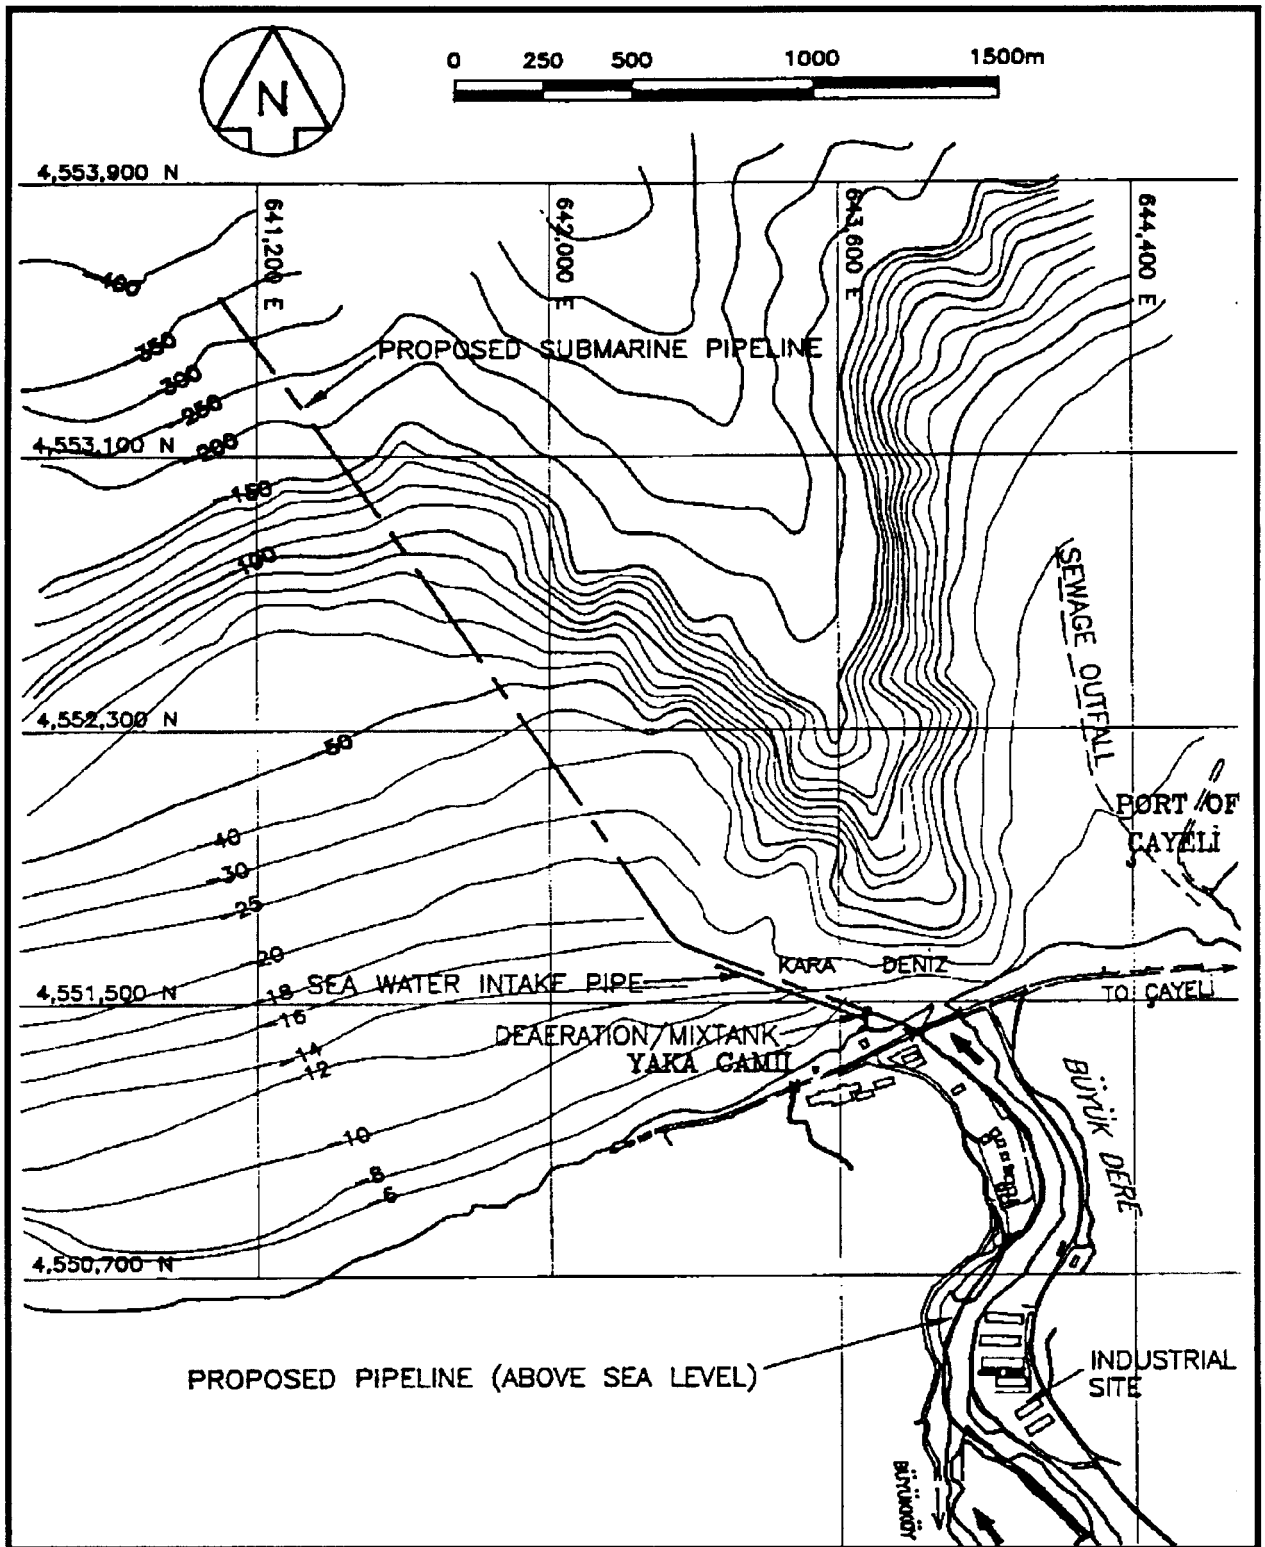 N
0 250 500 1000 1500m
4,553,900 N
641,200 E
642,000 E
643,600 E
644,400 E
-400
-350
-300
-250
-200
PROPOSED SUBMARINE PIPELINE
4,553,100 N
-150
-100
SEWAGE OUTFALL
4,552,300 N
-50
PORT OF
ÇAYELİ
-40
-30
-25
-20
KARA DENİZ
SEA WATER INTAKE PIPE
4,551,500 N
-18
TO ÇAYELİ
-16
DEAERATION/MIXTANK
-14
YAKA CAMİİ
-12
BÜYÜK DERE
-10
-8
-6
4,550,700 N
PROPOSED PIPELINE (ABOVE SEA LEVEL)
INDUSTRIAL
SITE
BÜYÜKKÖY